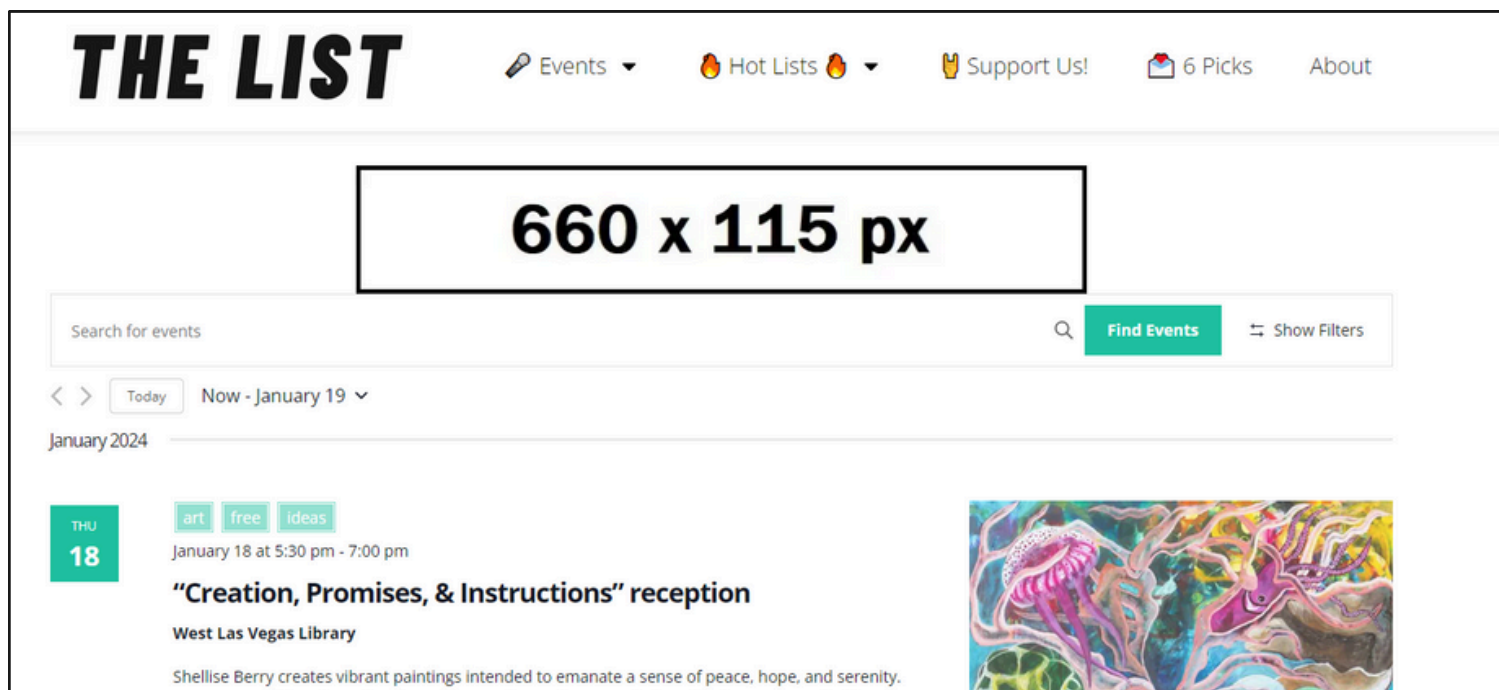 THE LIST
🎤 Events
🔥 Hot Lists 🔥
🤘 Support Us!
💌 6 Picks
About
660 x 115 px
Search for events
Find Events
Show Filters
Today
Now - January 19
January 2024
THU
18
art free ideas
January 18 at 5:30 pm - 7:00 pm
“Creation, Promises, & Instructions” reception
West Las Vegas Library
Shellise Berry creates vibrant paintings intended to emanate a sense of peace, hope, and serenity.